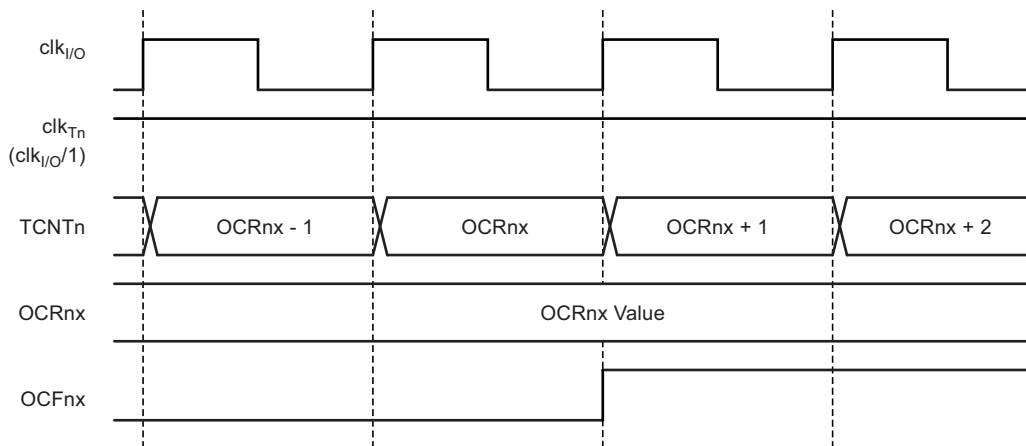 clkI/O
clkTn
(clkI/O/1)
TCNTn OCRnx - 1 OCRnx OCRnx + 1 OCRnx + 2
OCRnx OCRnx Value
OCFnx